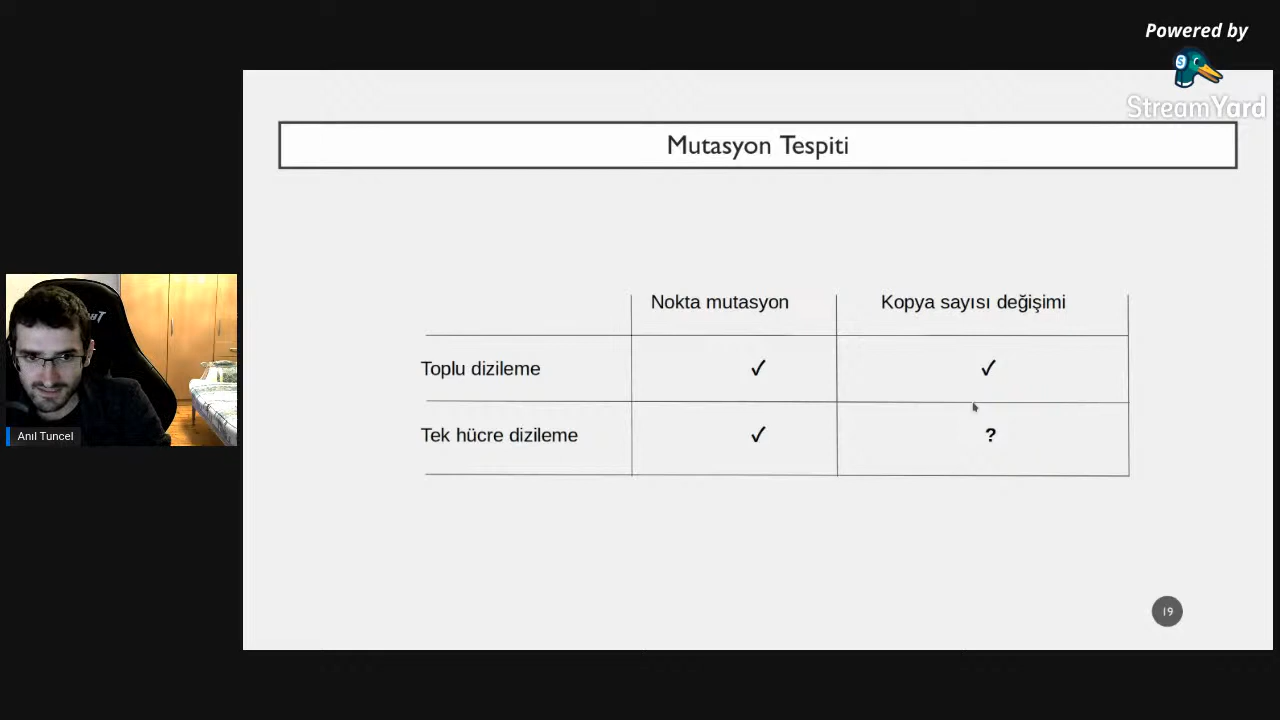 Powered by
StreamYard
Mutasyon Tespiti
Nokta mutasyon Kopya sayısı değişimi
Toplu dizileme ✓ ✓
Tek hücre dizileme ✓ ?
Anıl Tuncel
19